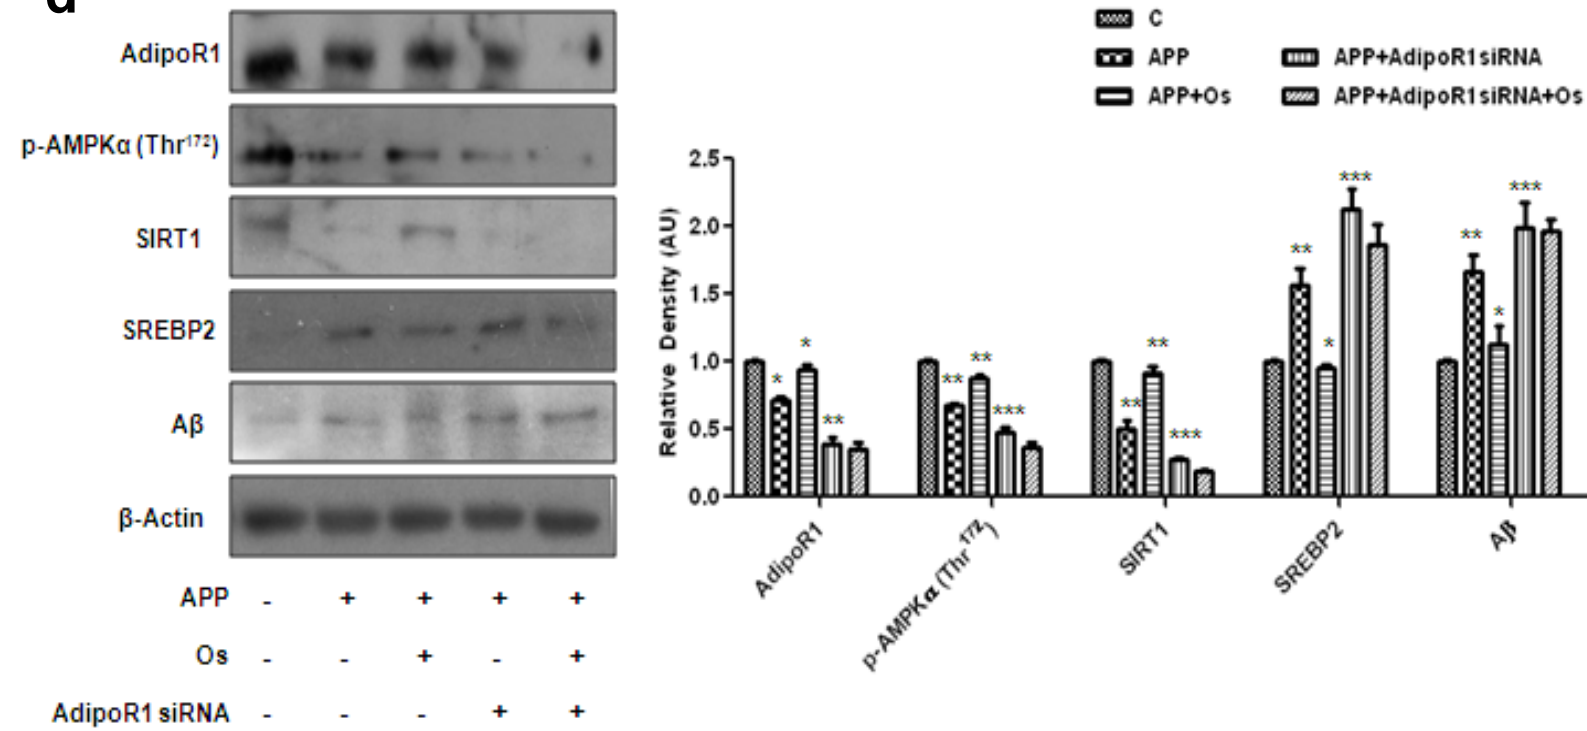 d
AdipoR1
p-AMPKα (Thr¹⁷²)
SIRT1
SREBP2
Aβ
β-Actin
APP - + + + +
Os - - + - +
AdipoR1 siRNA - - - + +
C
APP
APP+Os
APP+AdipoR1siRNA
APP+AdipoR1siRNA+Os
Relative Density (AU)
2.5
2.0
1.5
1.0
0.5
0.0
* * **
** ** ***
** ** ***
** * ***
** * ***
AdipoR1
p-AMPKα (Thr¹⁷²)
SIRT1
SREBP2
Aβ